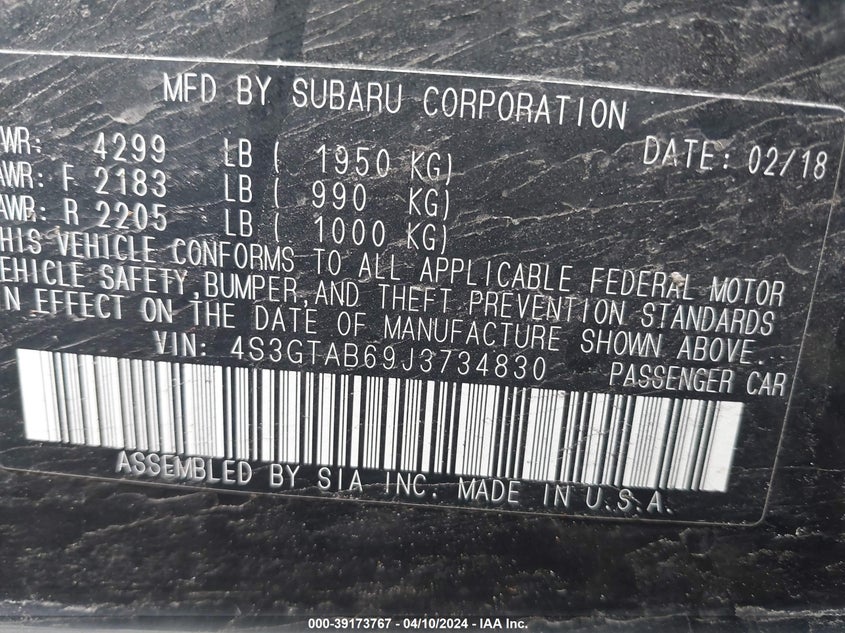 MFD BY SUBARU CORPORATION
WR: 4299 LB ( 1950 KG) DATE: 02/18
AWR: F 2183 LB ( 990 KG)
AWR: R 2205 LB ( 1000 KG)
HIS VEHICLE CONFORMS TO ALL APPLICABLE FEDERAL MOTOR
EHICLE SAFETY,BUMPER,AND THEFT PREVENTION STANDARDS
IN EFFECT ON THE DATE OF MANUFACTURE SHOWN ABOVE.
VIN: 4S3GTAB69J3734830 PASSENGER CAR
ASSEMBLED BY SIA INC. MADE IN U.S.A.
000-39173767 - 04/10/2024 - IAA Inc.